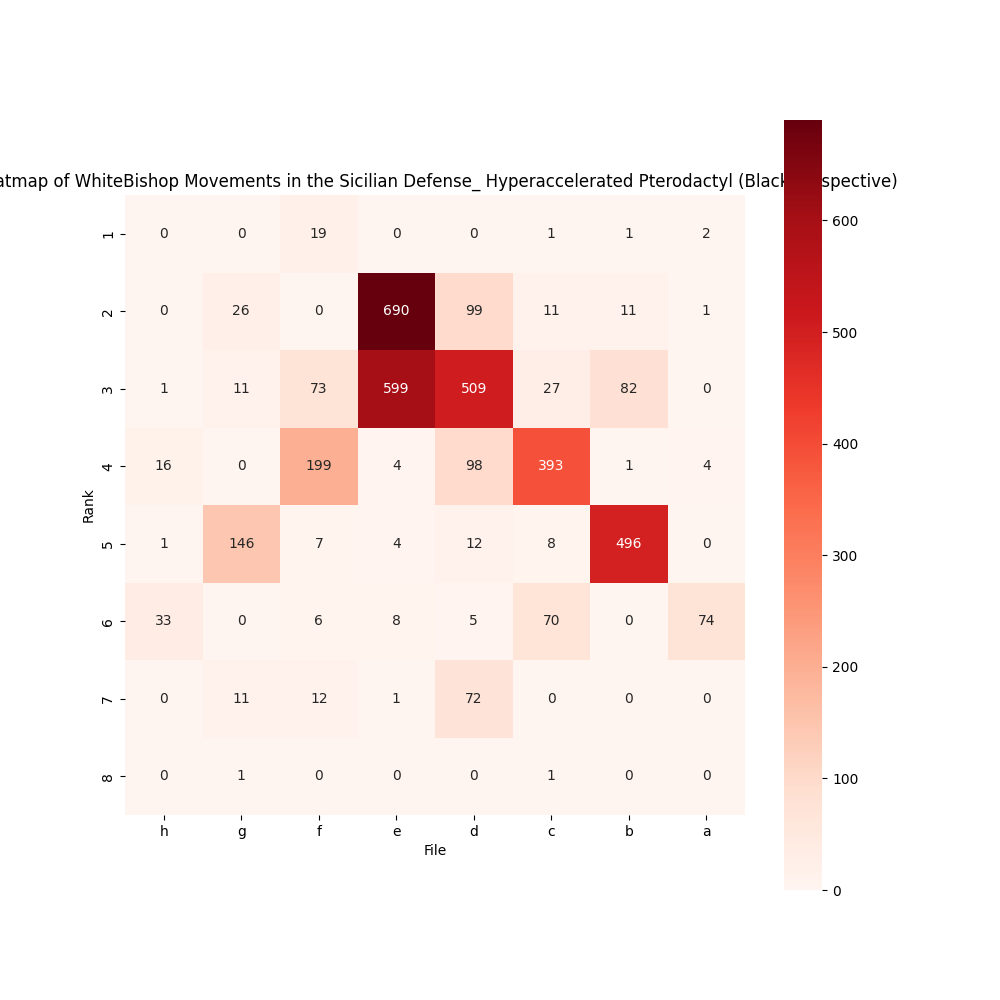 atmap of WhiteBishop Movements in the Sicilian Defense_ Hyperaccelerated Pterodactyl (Black spective)
600
1 0 0 19 0 0 1 1 2
2 0 26 0 690 99 11 11 1
500
3 1 11 73 599 509 27 82 0
400
4 16 0 199 4 98 393 1 4
Rank
5 1 146 7 4 12 8 496 0
300
6 33 0 6 8 5 70 0 74
200
7 0 11 12 1 72 0 0 0
100
8 0 1 0 0 0 1 0 0
h g f e d c b a
File
0